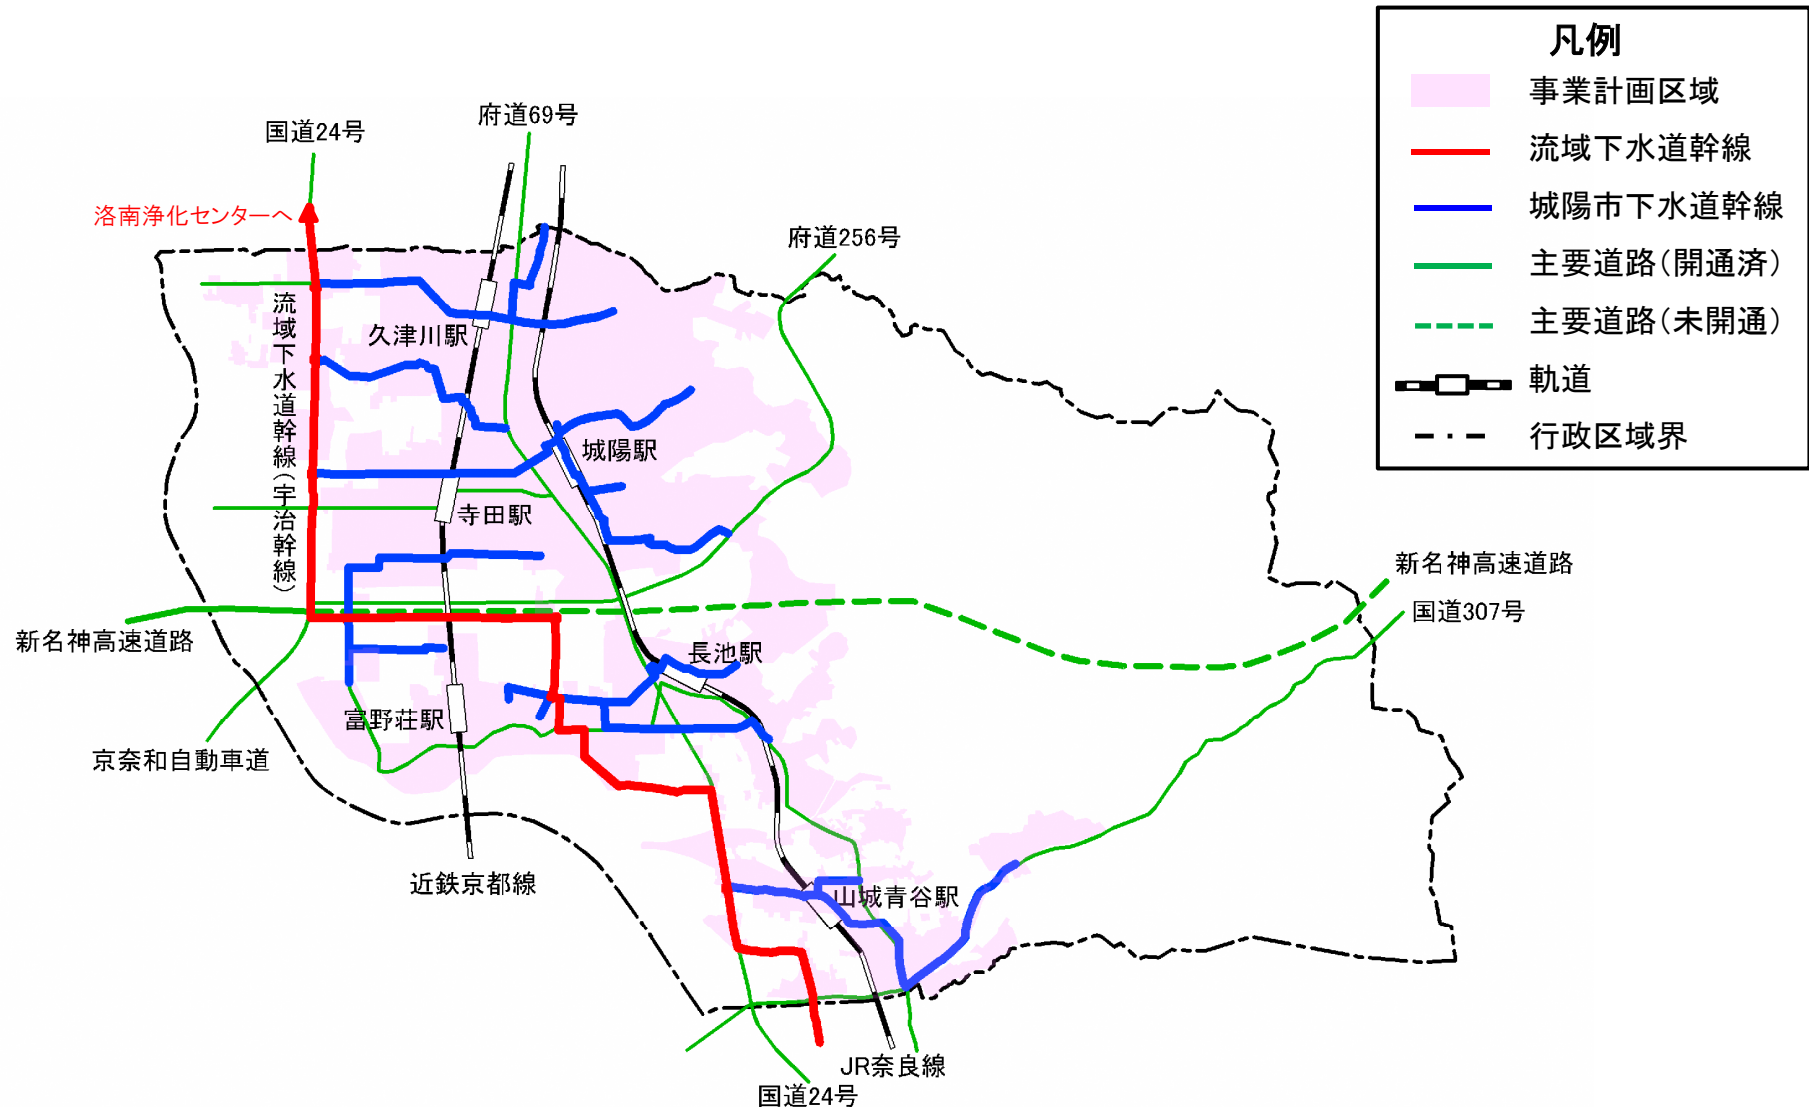 凡例
事業計画区域
流域下水道幹線
城陽市下水道幹線
主要道路(開通済)
主要道路(未開通)
軌道
行政区域界
府道69号
国道24号
洛南浄化センターへ
府道256号
流域下水道幹線(宇治幹線)
久津川駅
城陽駅
寺田駅
新名神高速道路
国道307号
新名神高速道路
長池駅
富野荘駅
京奈和自動車道
近鉄京都線
山城青谷駅
JR奈良線
国道24号